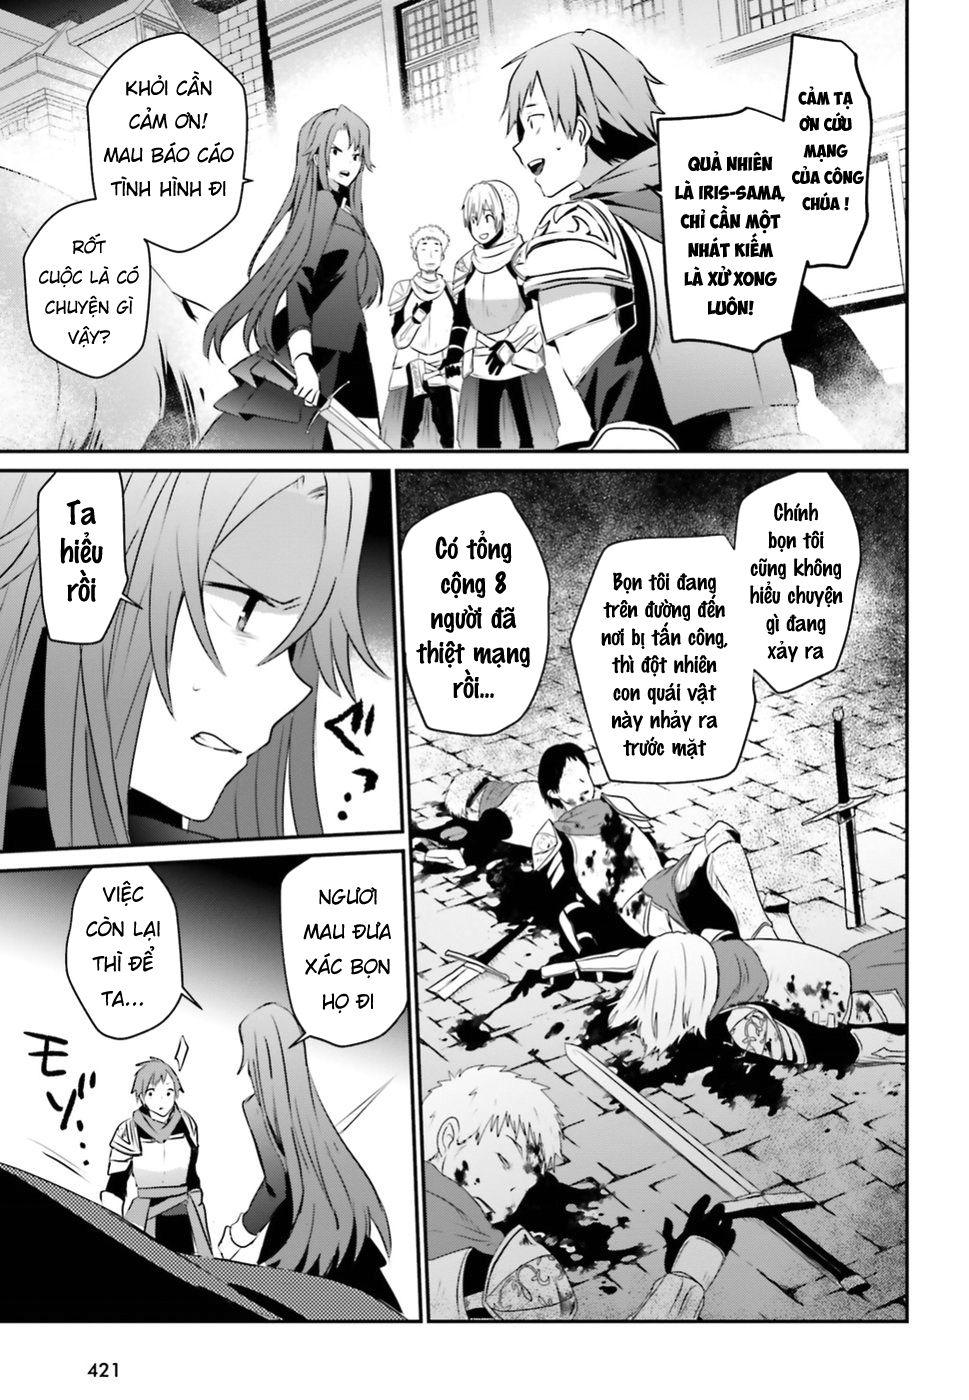 CẢM TẠ
ƠN CỨU
MẠNG
CỦA CÔNG
CHÚA !
QUẢ NHIÊN
LÀ IRIS-SAMA,
CHỈ CẦN MỘT
NHÁT KIẾM
LÀ XỬ XONG
LUÔN!
KHỎI CẦN
CẢM ƠN!
MAU BÁO CÁO
TÌNH HÌNH ĐI
RỐT
CUỘC LÀ CÓ
CHUYỆN GÌ
VẬY?
Chính
bọn tôi
cũng không
hiểu chuyện
gì đang
xảy ra
Bọn tôi đang
trên đường đến
nơi bị tấn công,
thì đột nhiên
con quái vật
này nhảy ra
trước mặt
Có tổng
cộng 8
người đã
thiệt mạng
rồi...
Ta
hiểu
rồi
NGƯƠI
MAU ĐƯA
XÁC BỌN
HỌ ĐI
VIỆC
CÒN LẠI
THÌ ĐỂ
TA...
モゾ
421